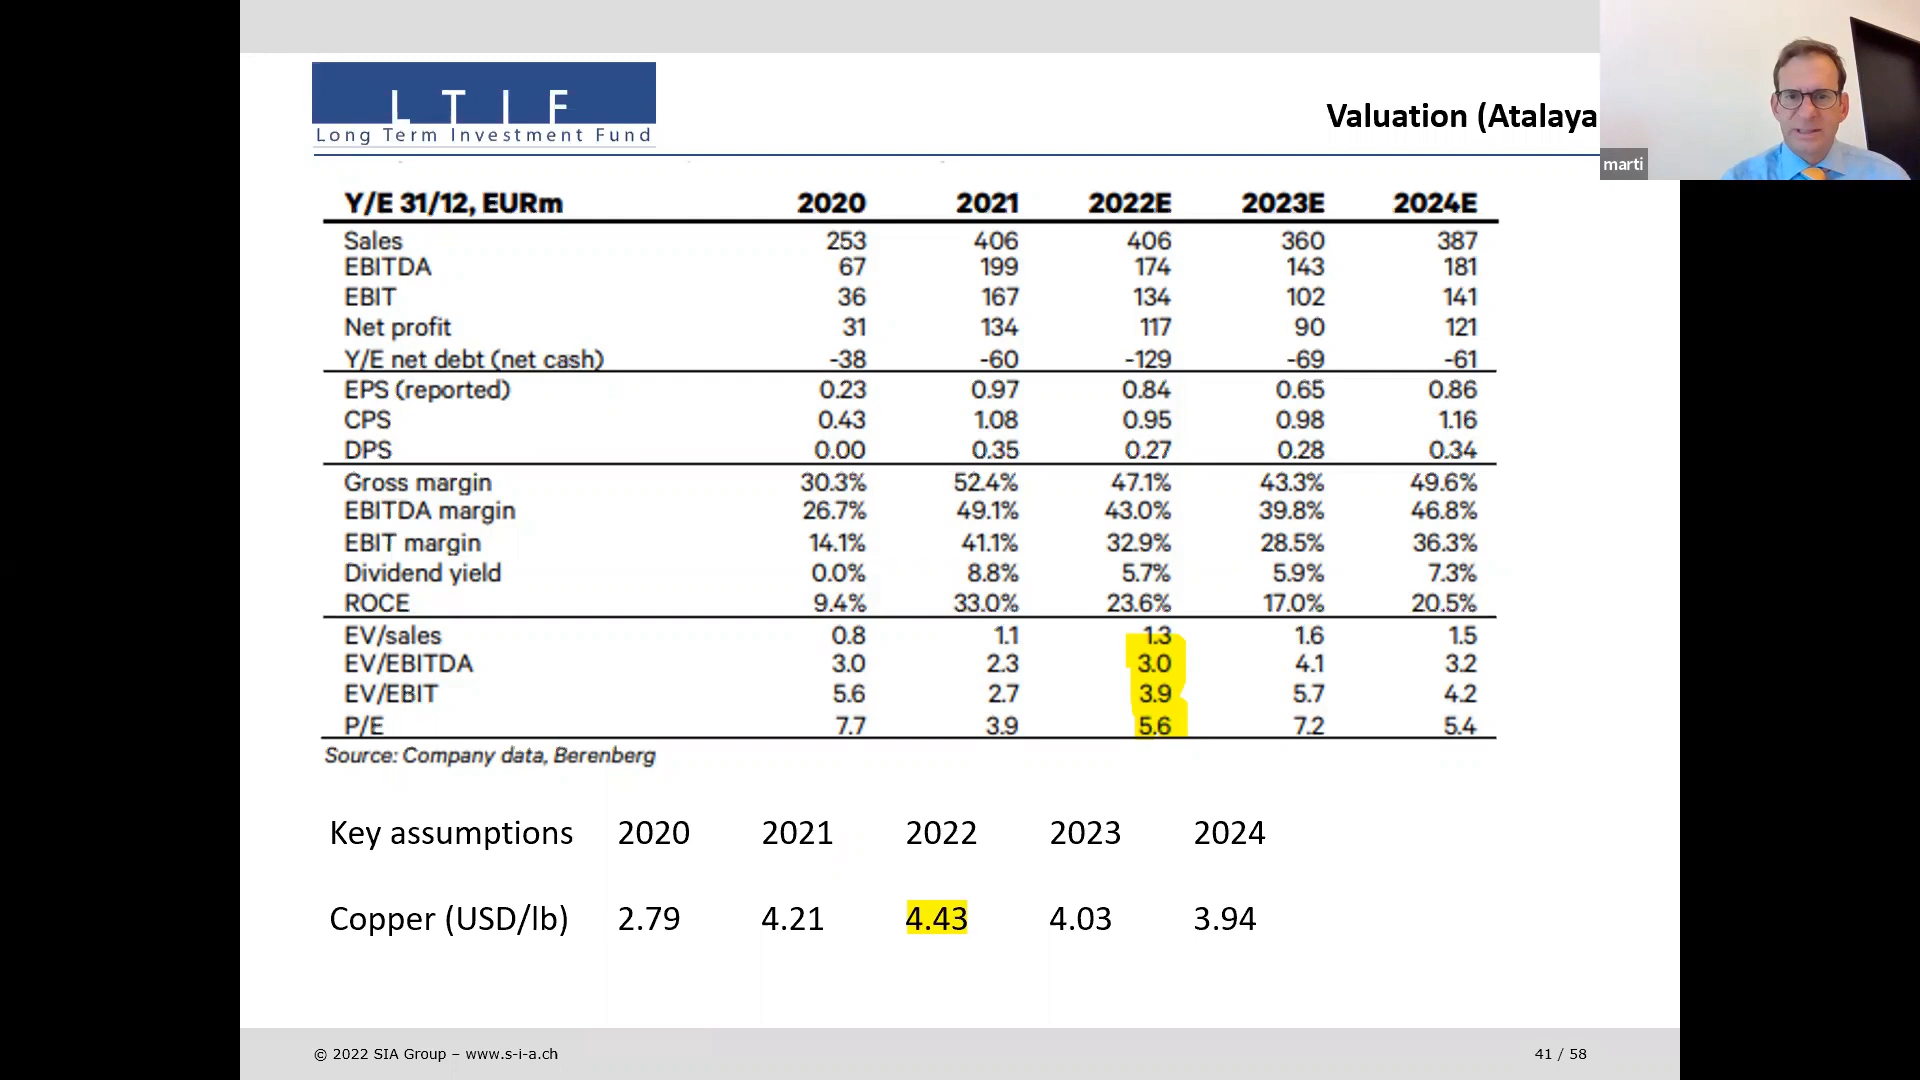 L T I F
Long Term Investment Fund
Valuation (Atalaya
marti
Y/E 31/12, EURm 2020 2021 2022E 2023E 2024E
Sales 253 406 406 360 387
EBITDA 67 199 174 143 181
EBIT 36 167 134 102 141
Net profit 31 134 117 90 121
Y/E net debt (net cash) -38 -60 -129 -69 -61
EPS (reported) 0.23 0.97 0.84 0.65 0.86
CPS 0.43 1.08 0.95 0.98 1.16
DPS 0.00 0.35 0.27 0.28 0.34
Gross margin 30.3% 52.4% 47.1% 43.3% 49.6%
EBITDA margin 26.7% 49.1% 43.0% 39.8% 46.8%
EBIT margin 14.1% 41.1% 32.9% 28.5% 36.3%
Dividend yield 0.0% 8.8% 5.7% 5.9% 7.3%
ROCE 9.4% 33.0% 23.6% 17.0% 20.5%
EV/sales 0.8 1.1 1.3 1.6 1.5
EV/EBITDA 3.0 2.3 3.0 4.1 3.2
EV/EBIT 5.6 2.7 3.9 5.7 4.2
P/E 7.7 3.9 5.6 7.2 5.4
Source: Company data, Berenberg
Key assumptions 2020 2021 2022 2023 2024
Copper (USD/lb) 2.79 4.21 4.43 4.03 3.94
© 2022 SIA Group – www.s-i-a.ch
41 / 58